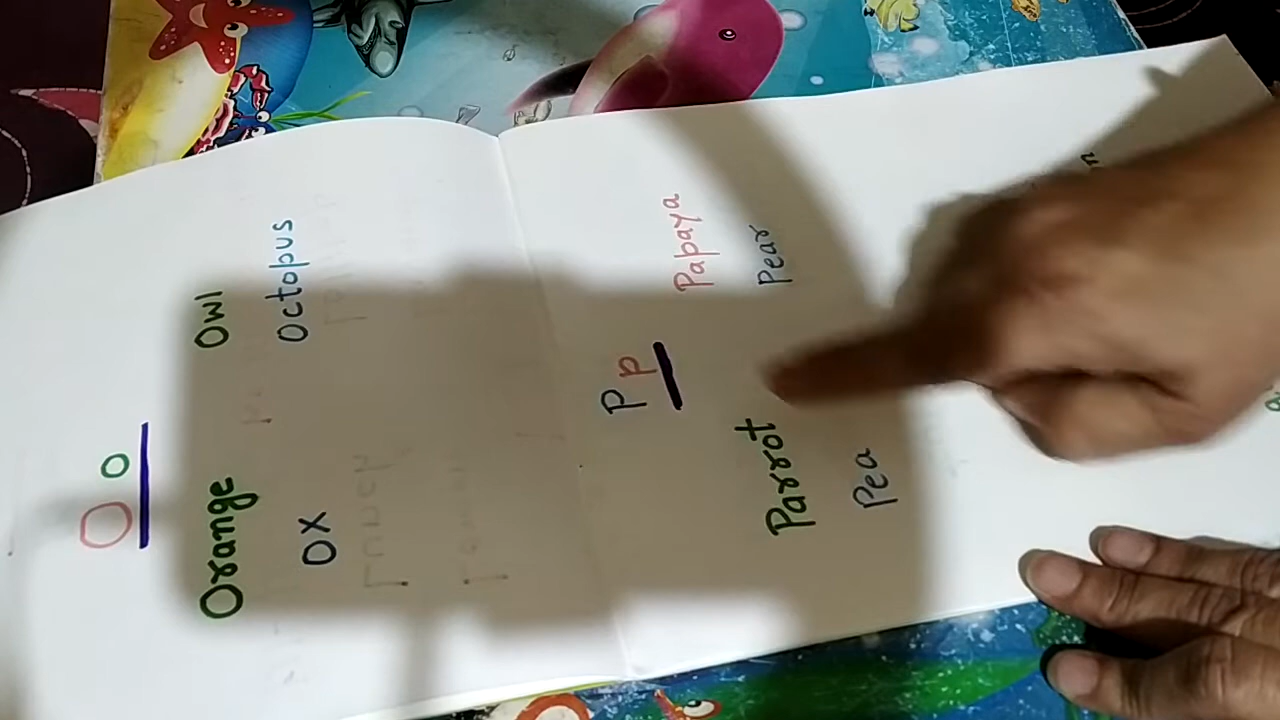 O o
Orange Owl
Ox Octopus
P p
Parrot Papaya
Pea Pear